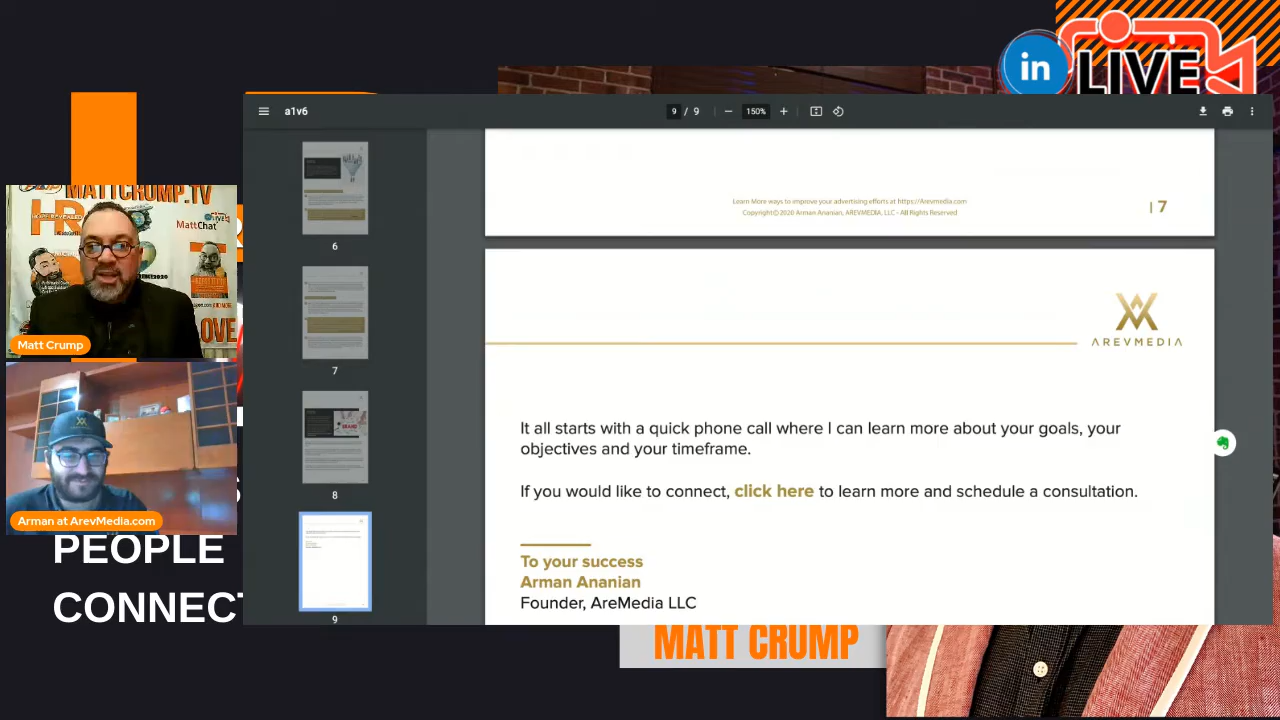 in
LIVE
a1v6
9 / 9
150%
6
7
8
9
Learn More ways to improve your advertising efforts at https://Arevmedia.com
Copyright© 2020 Arman Ananian, AREVMEDIA, LLC - All Rights Reserved
| 7
AREVMEDIA
It all starts with a quick phone call where I can learn more about your goals, your
objectives and your timeframe.
If you would like to connect, click here to learn more and schedule a consultation.
To your success
Arman Ananian
Founder, AreMedia LLC
MATTCRUMP.TV
MattChat
Matt Crump
Arman at ArevMedia.com
PEOPLE
CONNECT
MATT CRUMP